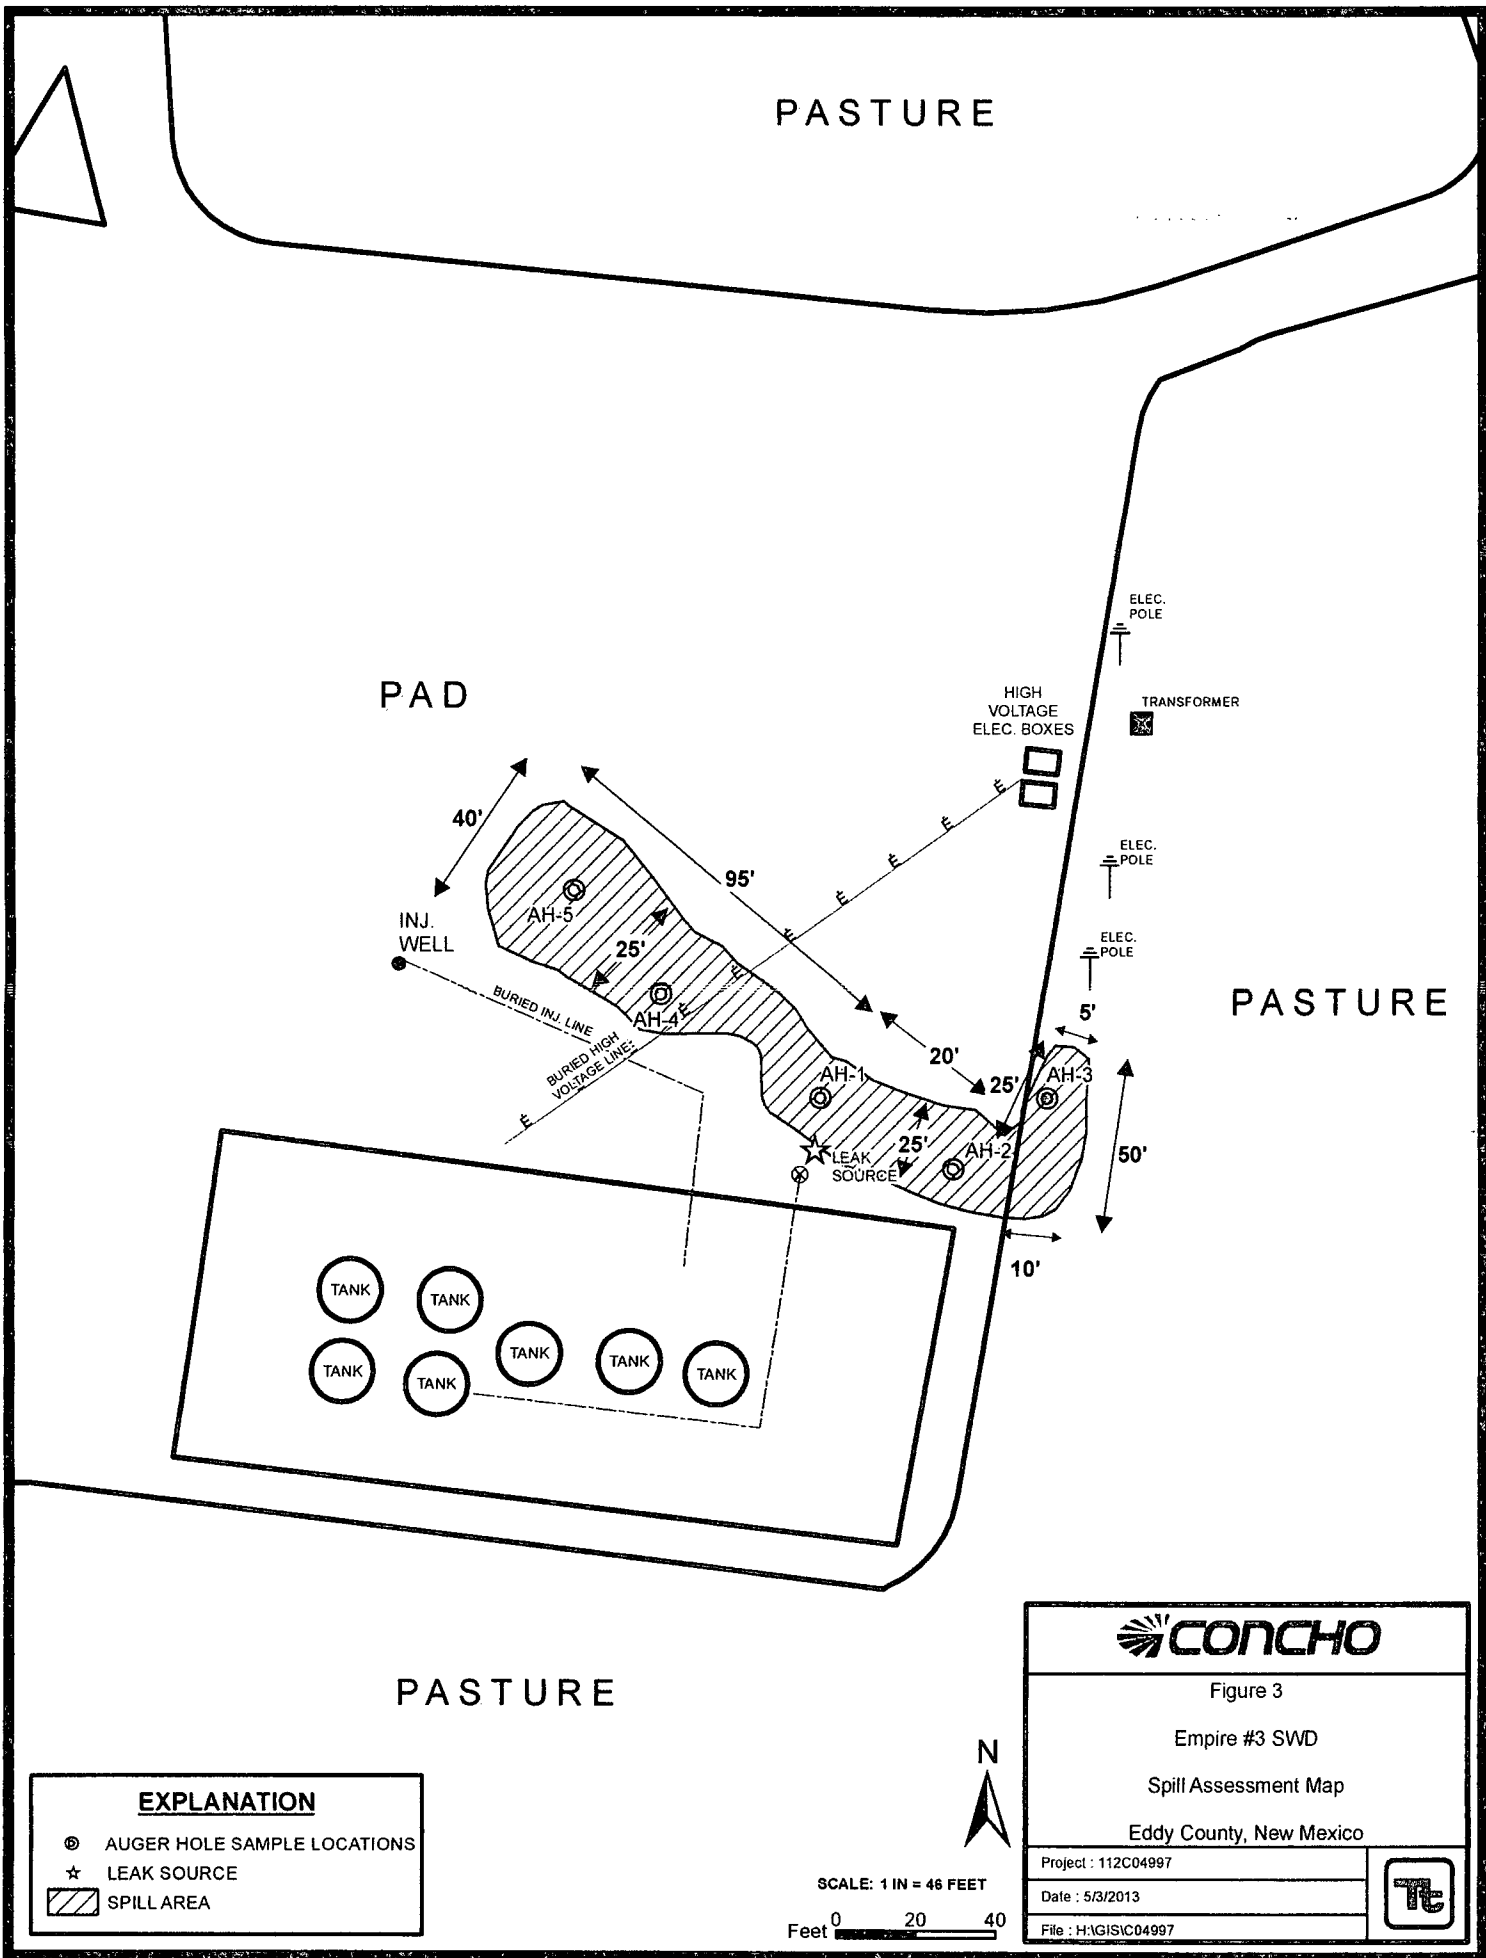 PASTURE
ELEC.
POLE
HIGH
VOLTAGE
ELEC. BOXES
TRANSFORMER
PAD
40'
95'
ELEC.
POLE
AH-5
INJ.
WELL
25'
ELEC.
POLE
BURIED INJ. LINE
AH-4
BURIED HIGH
VOLTAGE LINE
É
É
É
É
É
É
É
É
PASTURE
5'
20'
25'
AH-1
AH-3
25'
AH-2
LEAK
SOURCE
50'
10'
TANK
TANK
TANK
TANK
TANK
TANK
TANK
PASTURE
EXPLANATION
AUGER HOLE SAMPLE LOCATIONS
LEAK SOURCE
SPILL AREA
N
SCALE: 1 IN = 46 FEET
Feet 0 20 40
CONCHO
Figure 3
Empire #3 SWD
Spill Assessment Map
Eddy County, New Mexico
Project : 112C04997
Date : 5/3/2013
File : H:\GIS\C04997
Tt